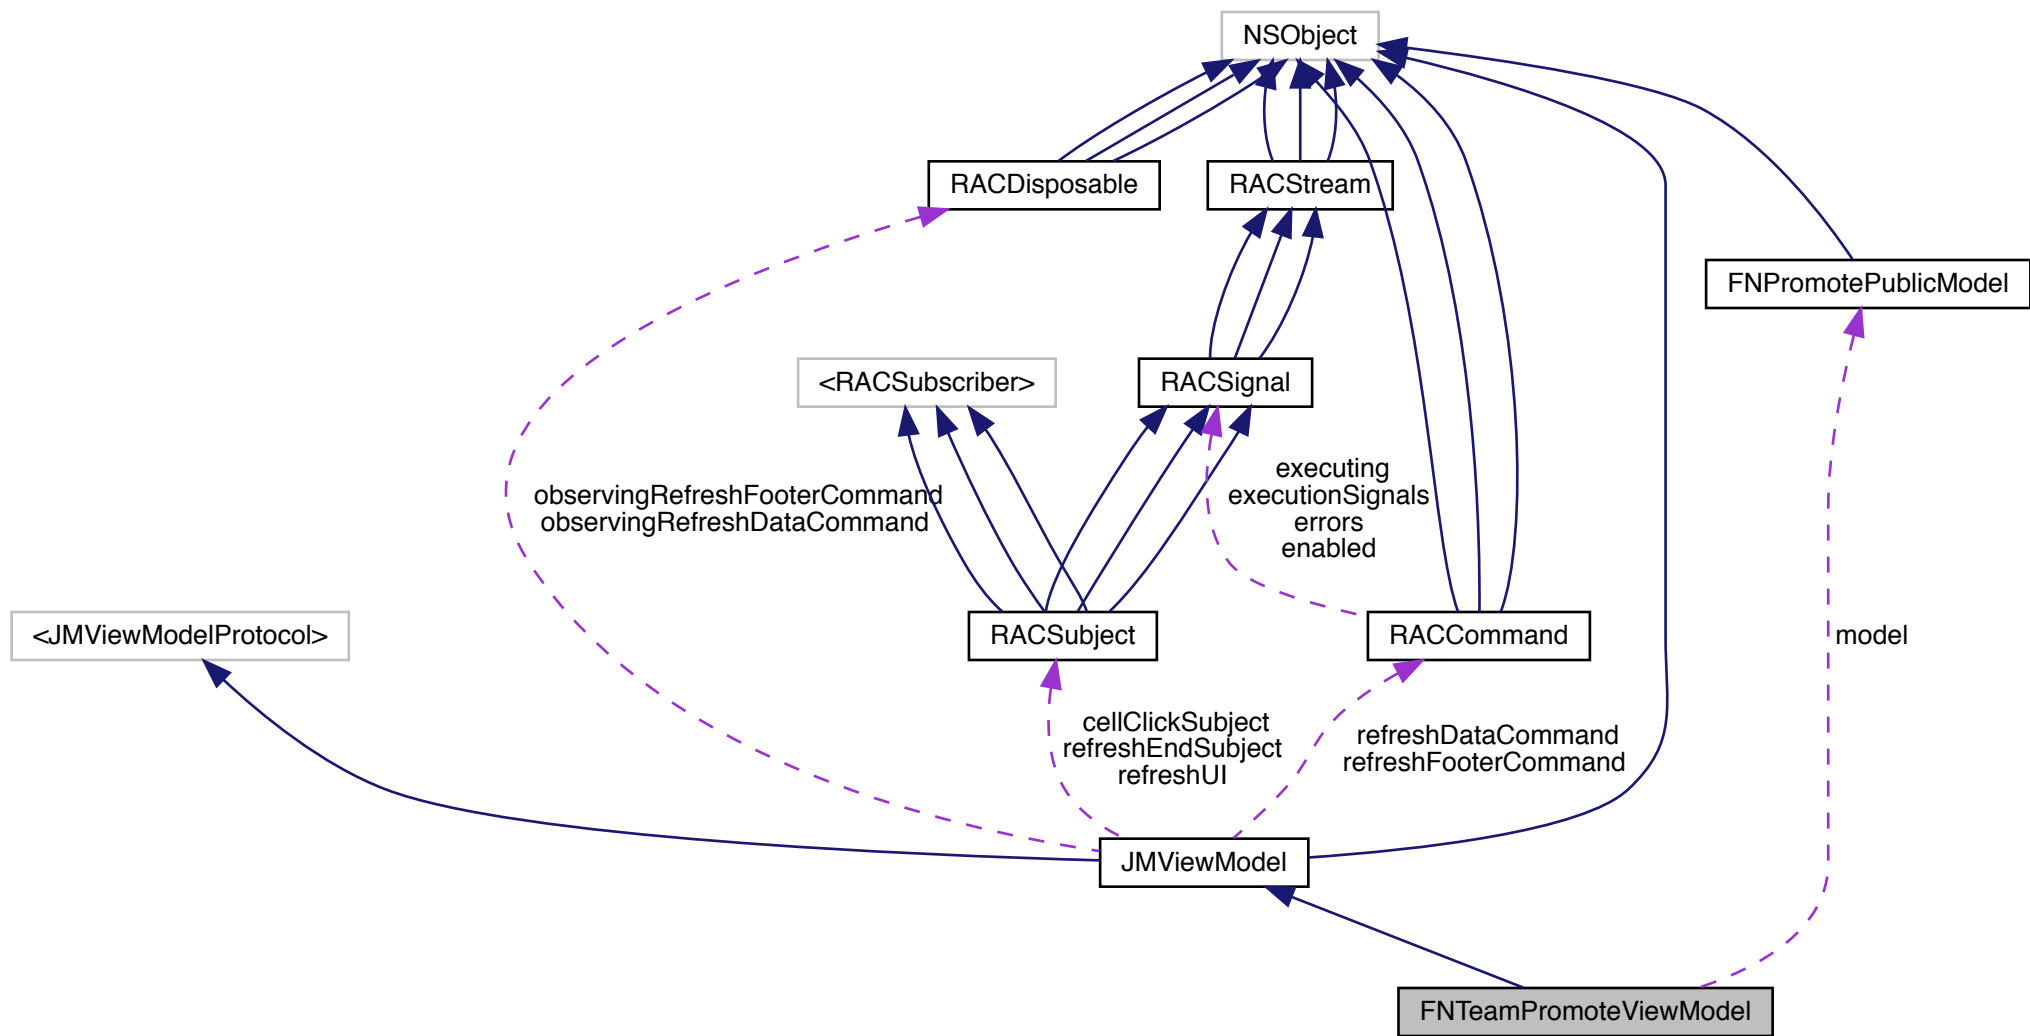 NSObject
RACDisposable
RACStream
FNPromotePublicModel
<RACSubscriber>
RACSignal
observingRefreshFooterCommand
observingRefreshDataCommand
executing
executionSignals
errors
enabled
<JMViewModelProtocol>
RACSubject
RACCommand
model
cellClickSubject
refreshEndSubject
refreshUI
refreshDataCommand
refreshFooterCommand
JMViewModel
FNTeamPromoteViewModel